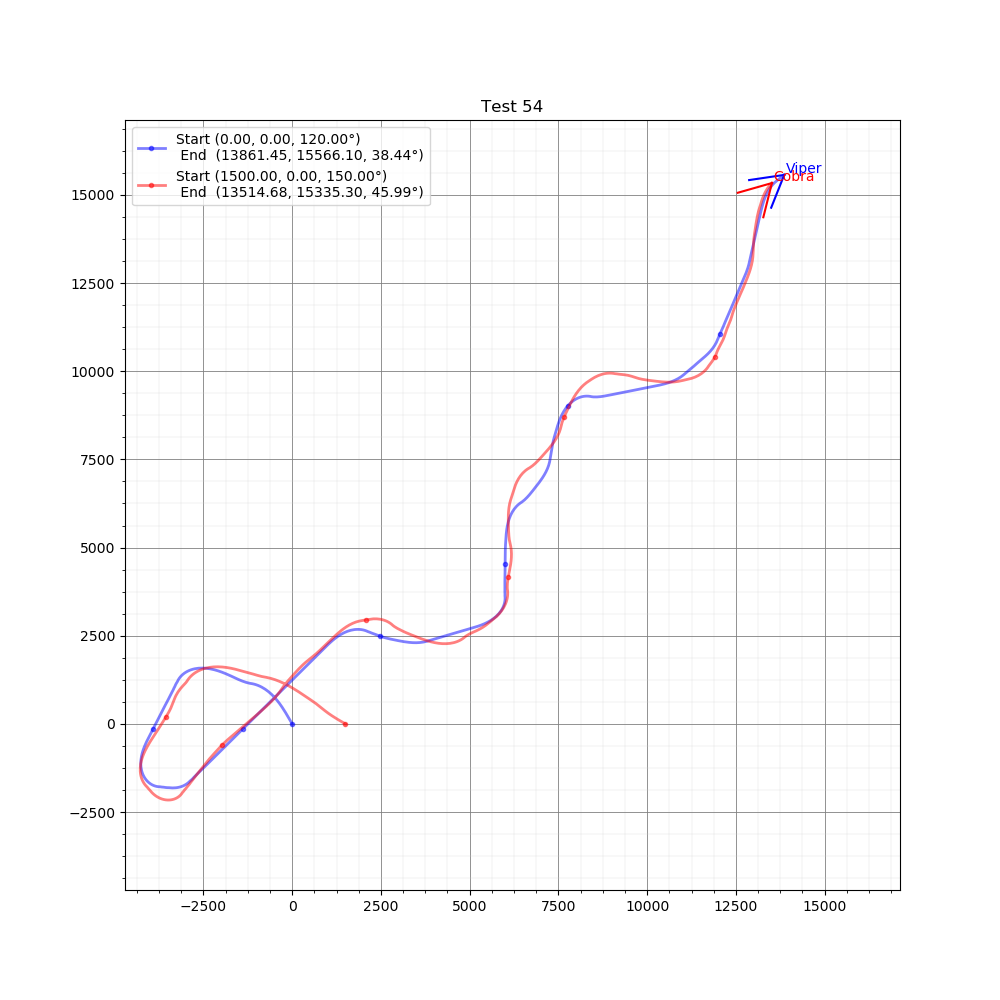 Test 54
Start (0.00, 0.00, 120.00°)
End  (13861.45, 15566.10, 38.44°)
Start (1500.00, 0.00, 150.00°)
End  (13514.68, 15335.30, 45.99°)
Viper
Cobra
15000
12500
10000
7500
5000
2500
0
−2500
−2500 0 2500 5000 7500 10000 12500 15000